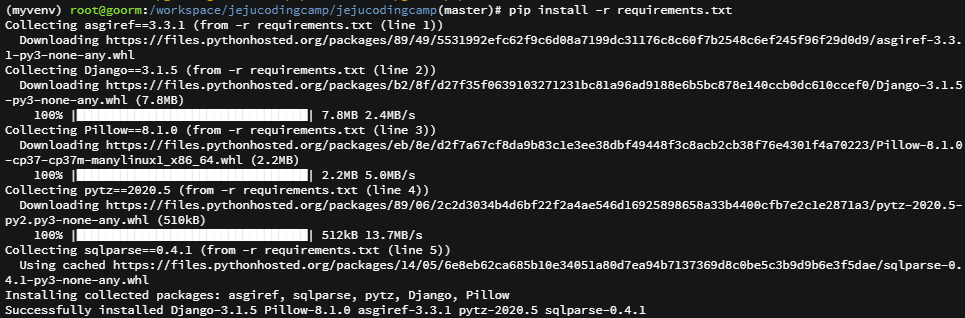 (myvenv) root@goorm:/workspace/jejucodingcamp/jejucodingcamp(master)# pip install -r requirements.txt
Collecting asgiref==3.3.1 (from -r requirements.txt (line 1))
  Downloading https://files.pythonhosted.org/packages/89/49/5531992efc62f9c6d08a7199dc31176c8c60f7b2548c6ef245f96f29d0d9/asgiref-3.3.
1-py3-none-any.whl
Collecting Django==3.1.5 (from -r requirements.txt (line 2))
  Downloading https://files.pythonhosted.org/packages/b2/8f/d27f35f0639103271231bc81a96ad9188e6b5bc878e140ccb0dc610ccef0/Django-3.1.5
-py3-none-any.whl (7.8MB)
    100% |████████████████████████████████| 7.8MB 2.4MB/s
Collecting Pillow==8.1.0 (from -r requirements.txt (line 3))
  Downloading https://files.pythonhosted.org/packages/eb/8e/d2f7a67cf8da9b83c1e3ee38dbf49448f3c8acb2cb38f76e4301f4a70223/Pillow-8.1.0
-cp37-cp37m-manylinux1_x86_64.whl (2.2MB)
    100% |████████████████████████████████| 2.2MB 5.0MB/s
Collecting pytz==2020.5 (from -r requirements.txt (line 4))
  Downloading https://files.pythonhosted.org/packages/89/06/2c2d3034b4d6bf22f2a4ae546d16925898658a33b4400cfb7e2c1e2871a3/pytz-2020.5-
py2.py3-none-any.whl (510kB)
    100% |████████████████████████████████| 512kB 13.7MB/s
Collecting sqlparse==0.4.1 (from -r requirements.txt (line 5))
  Using cached https://files.pythonhosted.org/packages/14/05/6e8eb62ca685b10e34051a80d7ea94b7137369d8c0be5c3b9d9b6e3f5dae/sqlparse-0.
4.1-py3-none-any.whl
Installing collected packages: asgiref, sqlparse, pytz, Django, Pillow
Successfully installed Django-3.1.5 Pillow-8.1.0 asgiref-3.3.1 pytz-2020.5 sqlparse-0.4.1